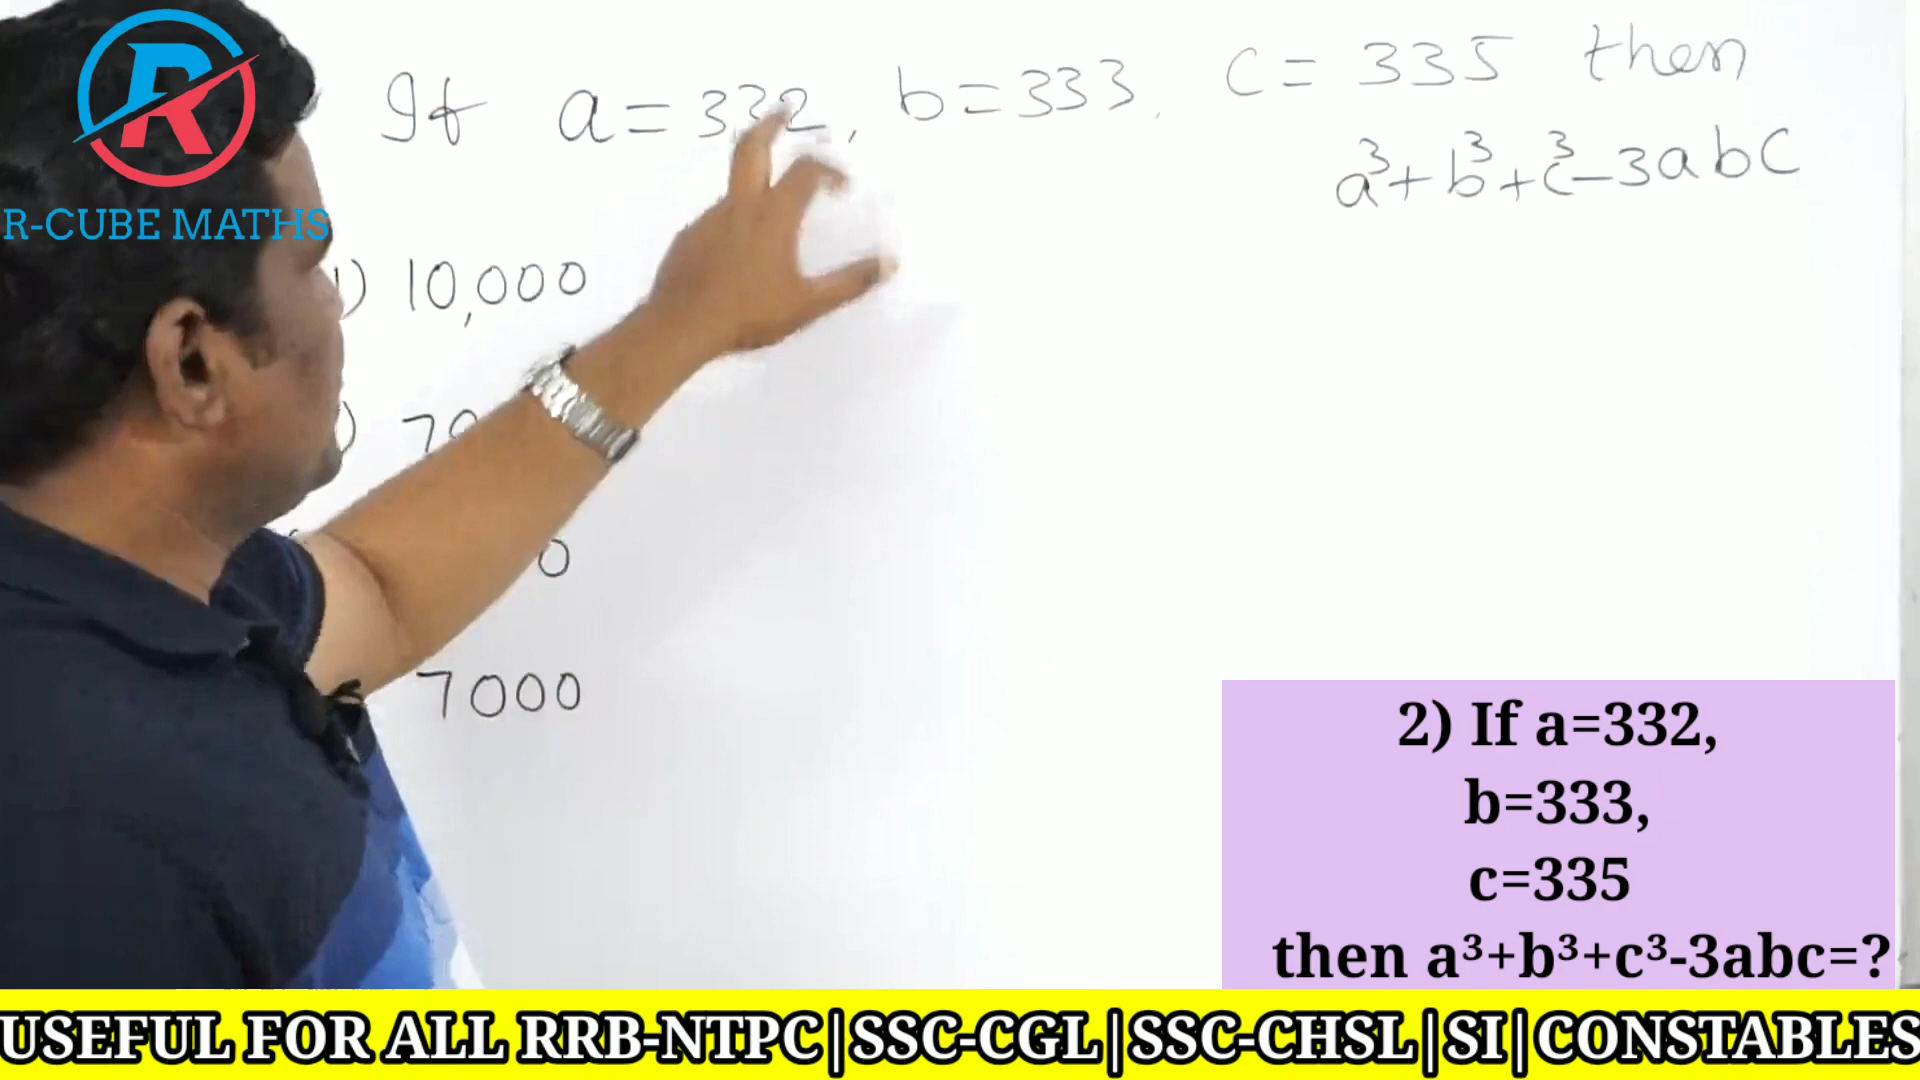 R
R-CUBE MATHS
If a=332, b=333, c=335 then
a³+b³+c³-3abc
) 10,000
)
0
7000
2) If a=332,
b=333,
c=335
then a³+b³+c³-3abc=?
USEFUL FOR ALL RRB-NTPC|SSC-CGL|SSC-CHSL|SI|CONSTABLES